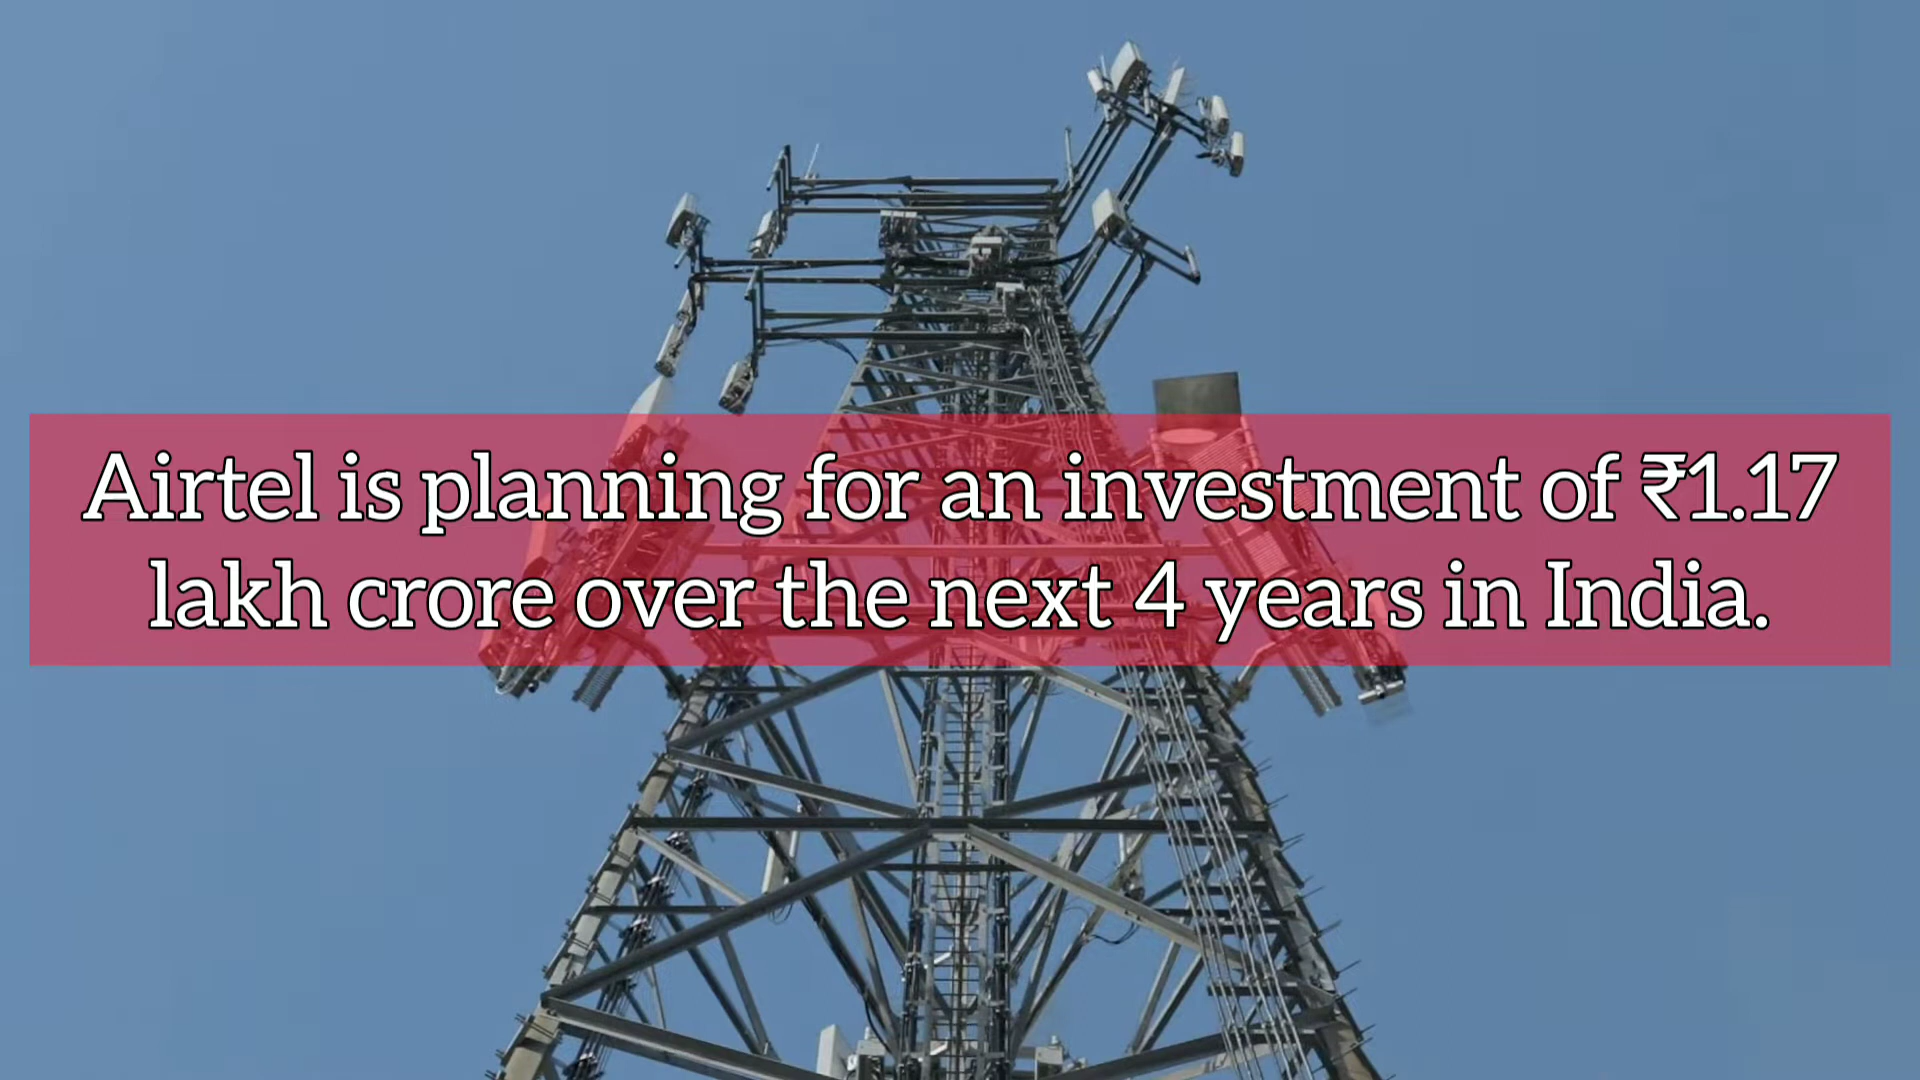 Airtel is planning for an investment of ₹1.17
lakh crore over the next 4 years in India.